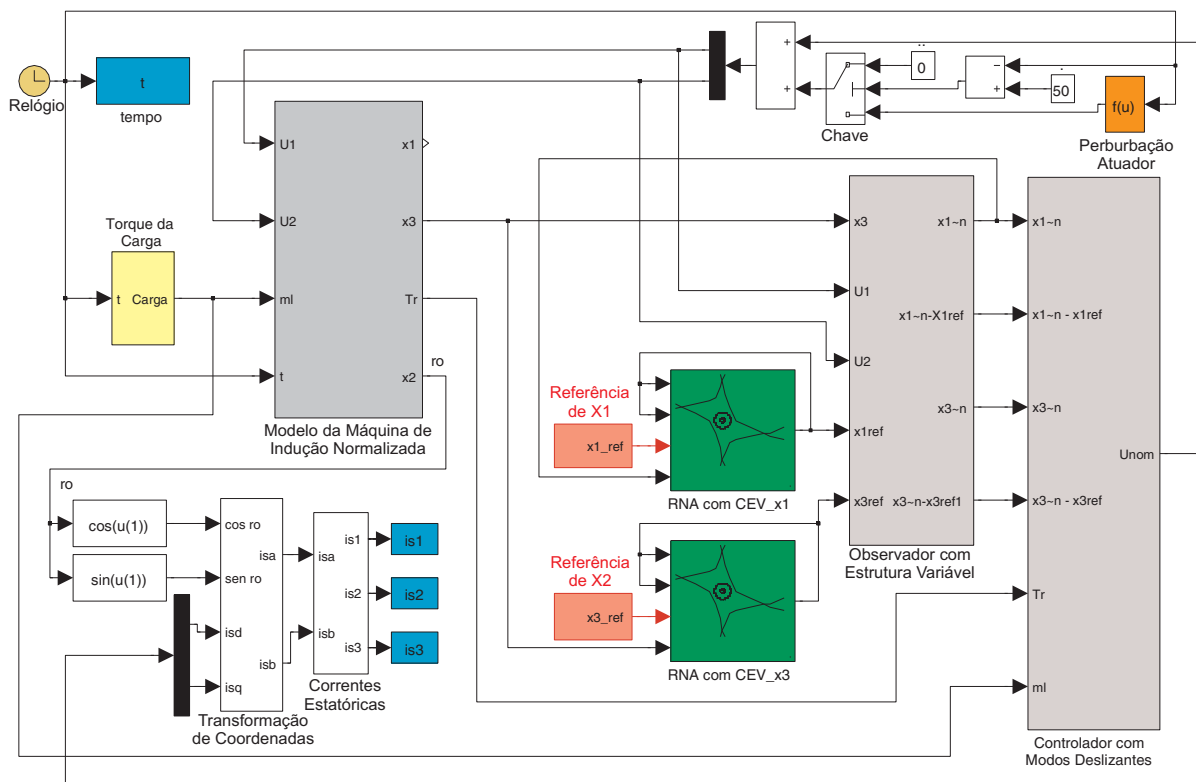 Relógio
t
tempo
+
+
0
−
+
50
f(u)
Chave
Perburbação
Atuador
U1
U2
ml
t
x1
x3
Tr
x2
Modelo da Máquina de
Indução Normalizada
Torque da
Carga
t
Carga
ro
ro
cos(u(1))
sin(u(1))
cos ro
sen ro
isd
isq
isa
isb
Transformação
de Coordenadas
isa
isb
is1
is2
is3
Correntes
Estatóricas
is1
is2
is3
Referência
de X1
x1_ref
RNA com CEV_x1
Referência
de X2
x3_ref
RNA com CEV_x3
x3
U1
U2
x1ref
x3ref
x1~n
x1~n-X1ref
x3~n
x3~n-x3ref1
Observador com
Estrutura Variável
x1~n
x1~n - x1ref
x3~n
x3~n - x3ref
Tr
ml
Unom
Controlador com
Modos Deslizantes